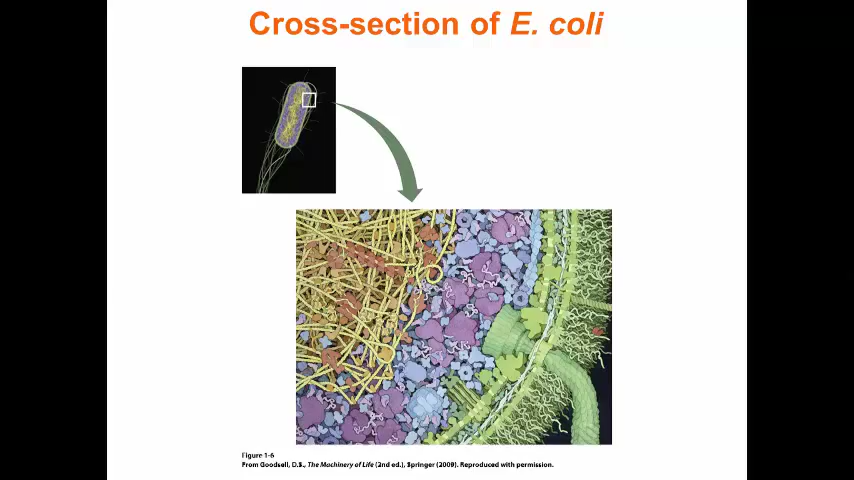 Cross-section of E. coli
Figure 1-6
From Goodsell, D.S., The Machinery of Life (2nd ed.), Springer (2009). Reproduced with permission.